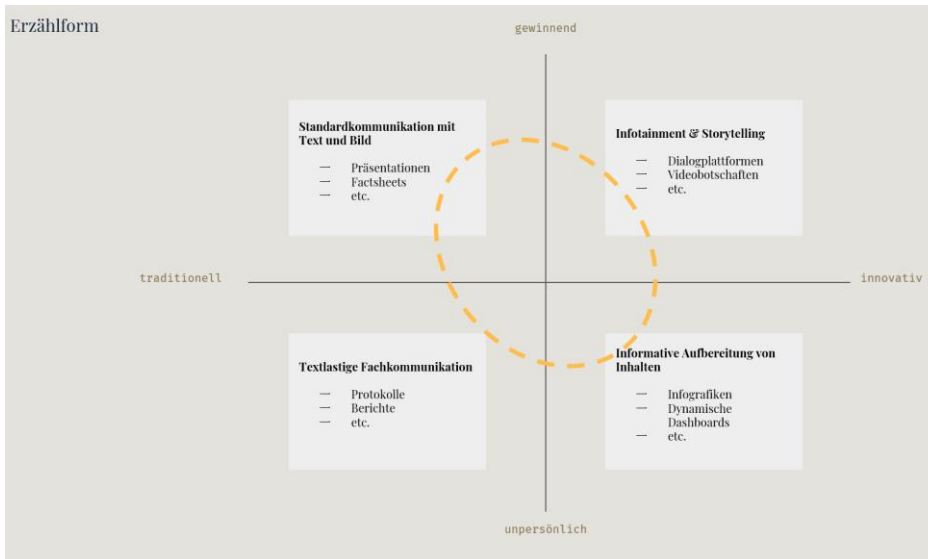 Erzählform
gewinnend
Standardkommunikation mit
Text und Bild
— Präsentationen
— Factsheets
— etc.
Infotainment & Storytelling
— Dialogplattformen
— Videobotschaften
— etc.
traditionell
innovativ
Textlastige Fachkommunikation
— Protokolle
— Berichte
— etc.
Informative Aufbereitung von
Inhalten
— Infografiken
— Dynamische
Dashboards
— etc.
unpersönlich